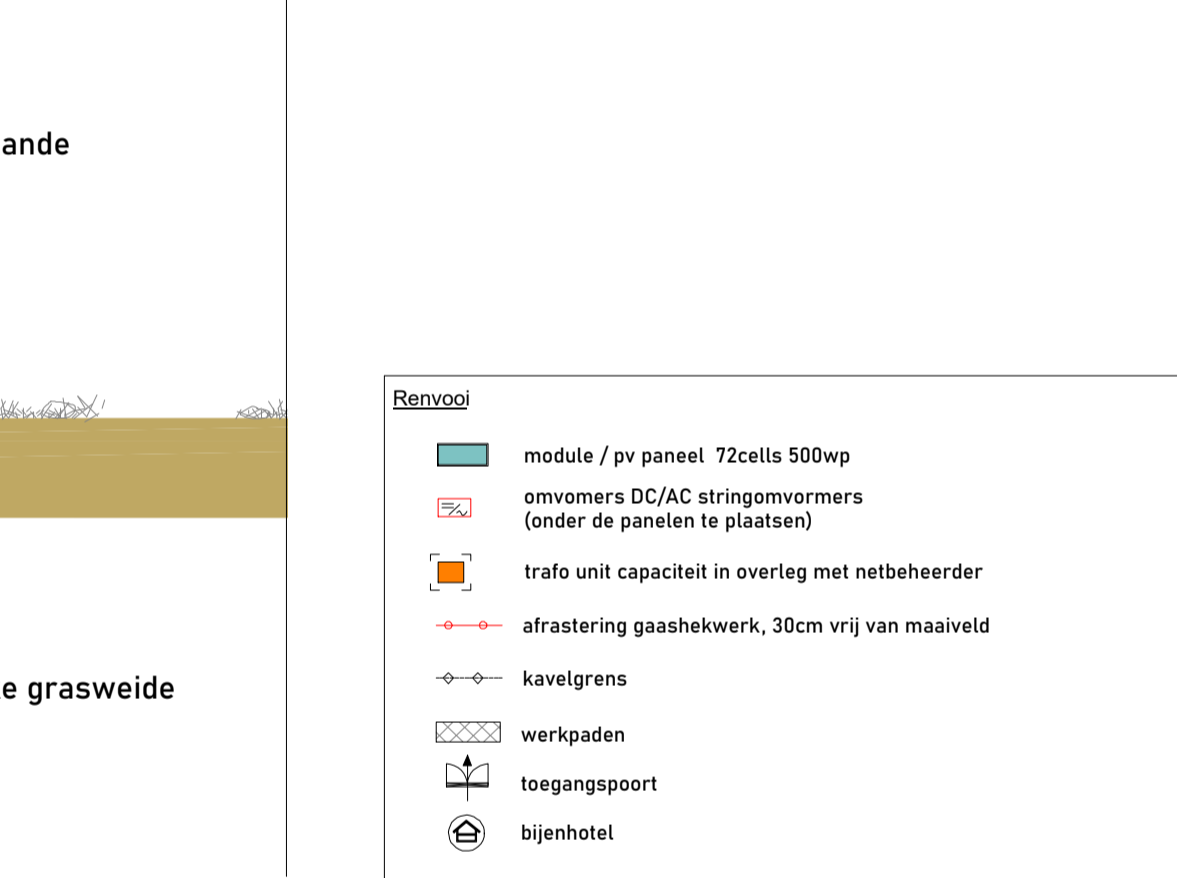 ande
grasweide
Renvooi
module / pv paneel 72cells 500wp
omvomers DC/AC stringomvormers
(onder de panelen te plaatsen)
trafo unit capaciteit in overleg met netbeheerder
afrastering gaashekwerk, 30cm vrij van maaiveld
kavelgrens
werkpaden
toegangspoort
bijenhotel